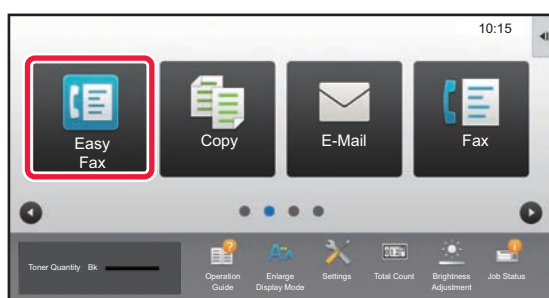 10:15
Easy
Fax
Copy
E-Mail
Fax
Toner Quantity Bk
Operation
Guide
Enlarge
Display Mode
Settings
Total Count
Brightness
Adjustment
Job Status